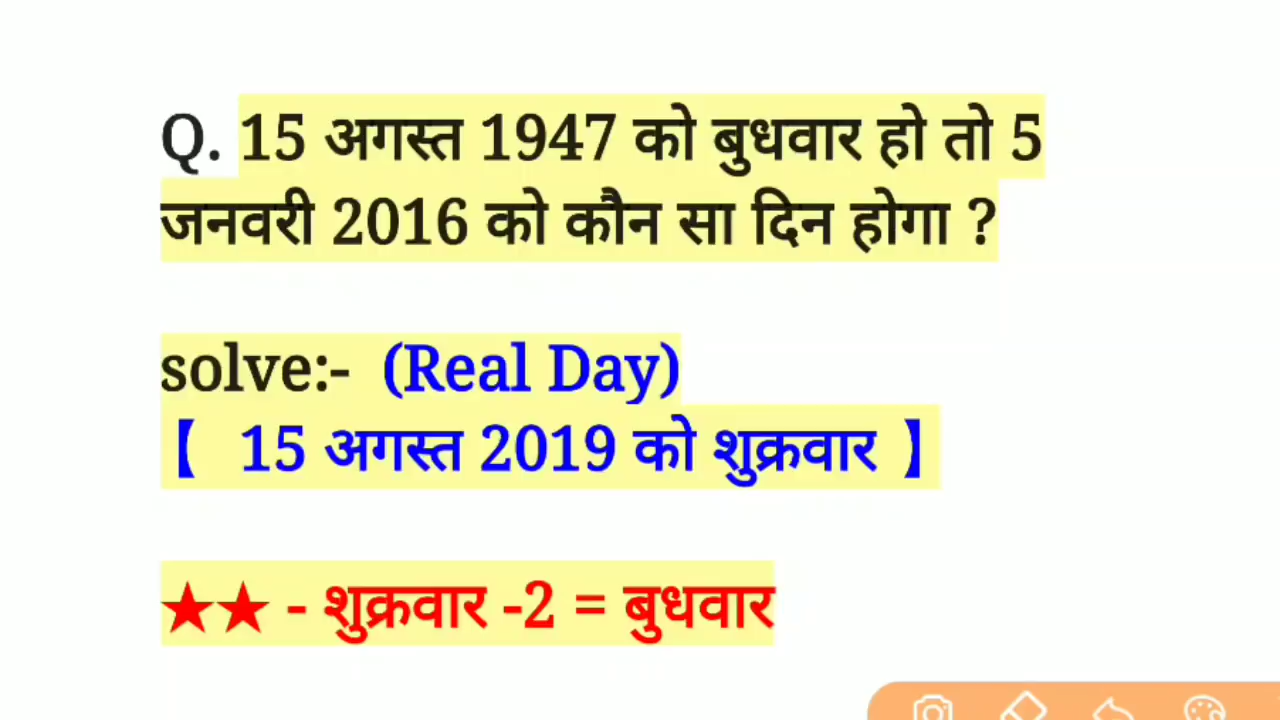 Q. 15 अगस्त 1947 को बुधवार हो तो 5
जनवरी 2016 को कौन सा दिन होगा ?
solve:- (Real Day)
【 15 अगस्त 2019 को शुक्रवार 】
★★ - शुक्रवार -2 = बुधवार